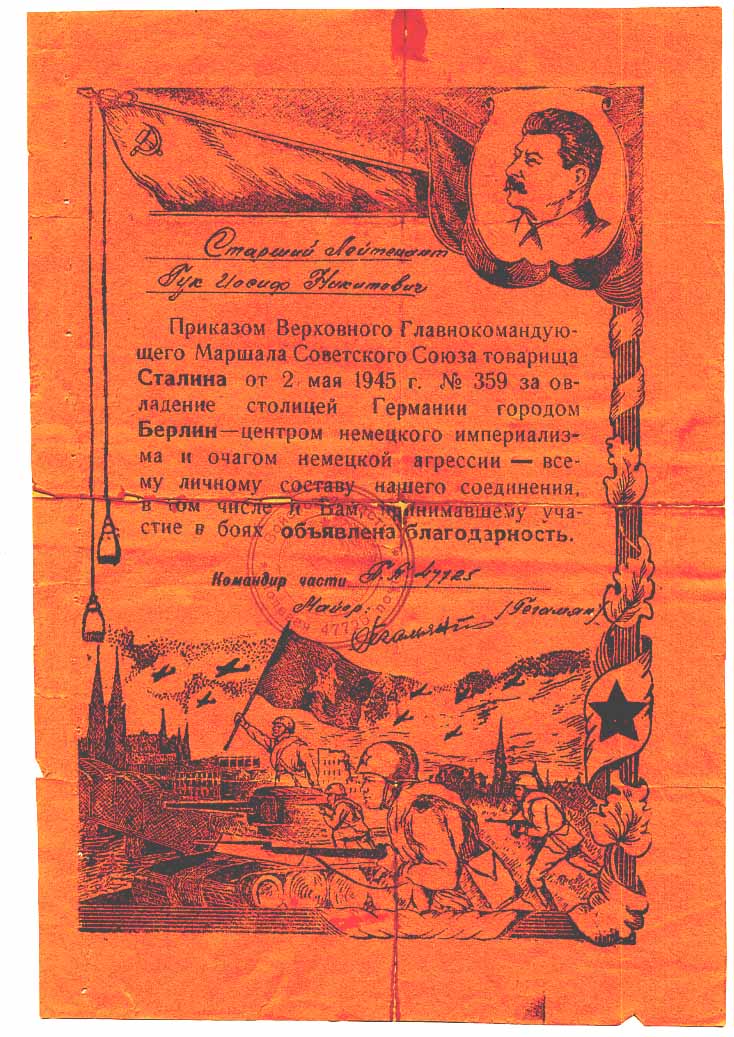 Старший Лейтенант
Гук Иосиф Никитович
Приказом Верховного Главнокомандую-
щего Маршала Советского Союза товарища
Сталина от 2 мая 1945 г. № 359 за ов-
ладение столицей Германии городом
Берлин—центром немецкого империализ-
ма и очагом немецкой агрессии — все-
му личному составу нашего соединения,
в том числе и Вам, принимавшему уча-
стие в боях объявлена благодарность.
Командир части П.П 47725
Майор: (Гегамян)